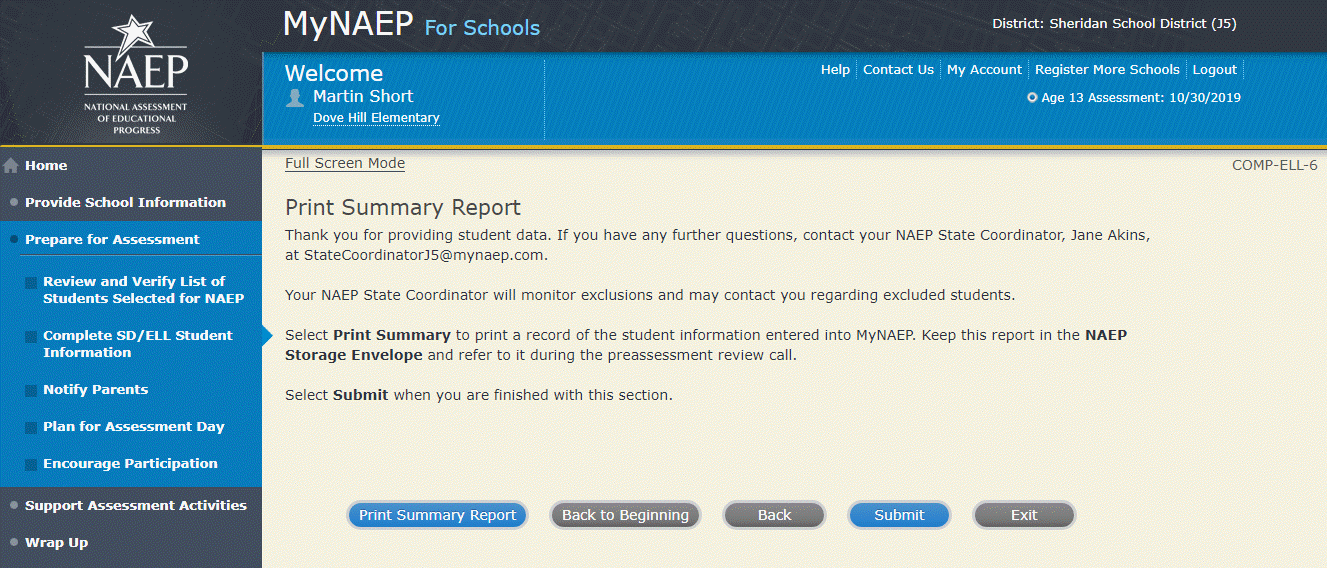 MyNAEP For Schools
District: Sheridan School District (J5)
NAEP
NATIONAL ASSESSMENT
OF EDUCATIONAL
PROGRESS
Welcome
Martin Short
Dove Hill Elementary
Help Contact Us My Account Register More Schools Logout
Age 13 Assessment: 10/30/2019
Home
Provide School Information
Prepare for Assessment
Review and Verify List of
Students Selected for NAEP
Complete SD/ELL Student
Information
Notify Parents
Plan for Assessment Day
Encourage Participation
Support Assessment Activities
Wrap Up
Full Screen Mode
COMP-ELL-6
Print Summary Report
Thank you for providing student data. If you have any further questions, contact your NAEP State Coordinator, Jane Akins,
at StateCoordinatorJ5@mynaep.com.
Your NAEP State Coordinator will monitor exclusions and may contact you regarding excluded students.
Select Print Summary to print a record of the student information entered into MyNAEP. Keep this report in the NAEP
Storage Envelope and refer to it during the preassessment review call.
Select Submit when you are finished with this section.
Print Summary Report Back to Beginning Back Submit Exit